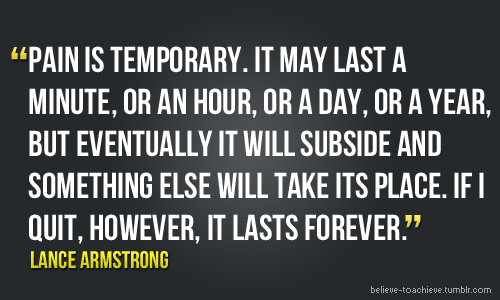 “PAIN IS TEMPORARY. IT MAY LAST A
MINUTE, OR AN HOUR, OR A DAY, OR A YEAR,
BUT EVENTUALLY IT WILL SUBSIDE AND
SOMETHING ELSE WILL TAKE ITS PLACE. IF I
QUIT, HOWEVER, IT LASTS FOREVER.”
LANCE ARMSTRONG
believe-toachieve.tumblr.com